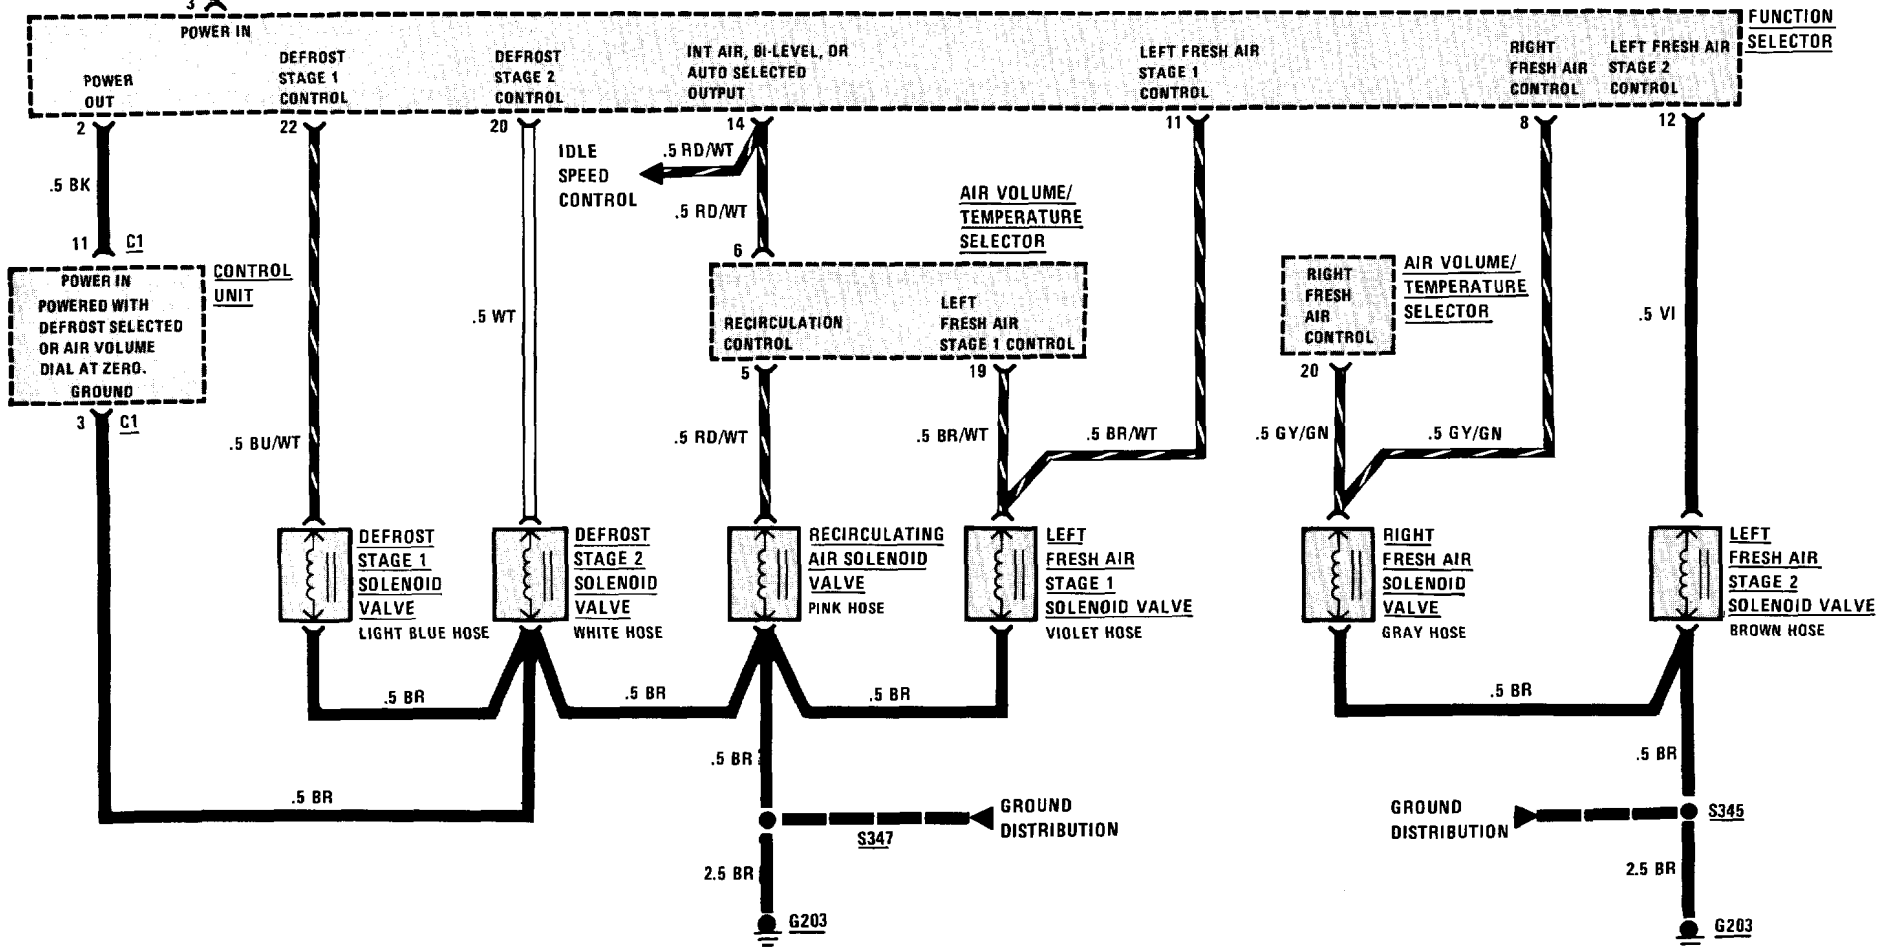 3
POWER IN
FUNCTION
SELECTOR
POWER
OUT
DEFROST
STAGE 1
CONTROL
DEFROST
STAGE 2
CONTROL
INT AIR, BI-LEVEL, OR
AUTO SELECTED
OUTPUT
LEFT FRESH AIR
STAGE 1
CONTROL
RIGHT
FRESH AIR
CONTROL
LEFT FRESH AIR
STAGE 2
CONTROL
2
22
20
14
11
8
12
.5 BK
IDLE
SPEED
CONTROL
.5 RD/WT
.5 RD/WT
11 C1
CONTROL
UNIT
POWER IN
POWERED WITH
DEFROST SELECTED
OR AIR VOLUME
DIAL AT ZERO.
GROUND
3 C1
6
AIR VOLUME/
TEMPERATURE
SELECTOR
RECIRCULATION
CONTROL
LEFT
FRESH AIR
STAGE 1 CONTROL
5
19
RIGHT
FRESH
AIR
CONTROL
AIR VOLUME/
TEMPERATURE
SELECTOR
20
.5 WT
.5 VI
.5 BU/WT
.5 RD/WT
.5 BR/WT
.5 BR/WT
.5 GY/GN
.5 GY/GN
DEFROST
STAGE 1
SOLENOID
VALVE
LIGHT BLUE HOSE
DEFROST
STAGE 2
SOLENOID
VALVE
WHITE HOSE
RECIRCULATING
AIR SOLENOID
VALVE
PINK HOSE
LEFT
FRESH AIR
STAGE 1
SOLENOID VALVE
VIOLET HOSE
RIGHT
FRESH AIR
SOLENOID
VALVE
GRAY HOSE
LEFT
FRESH AIR
STAGE 2
SOLENOID VALVE
BROWN HOSE
.5 BR
.5 BR
.5 BR
.5 BR
.5 BR
.5 BR
.5 BR
GROUND
DISTRIBUTION
S347
GROUND
DISTRIBUTION
S345
2.5 BR
2.5 BR
G203
G203